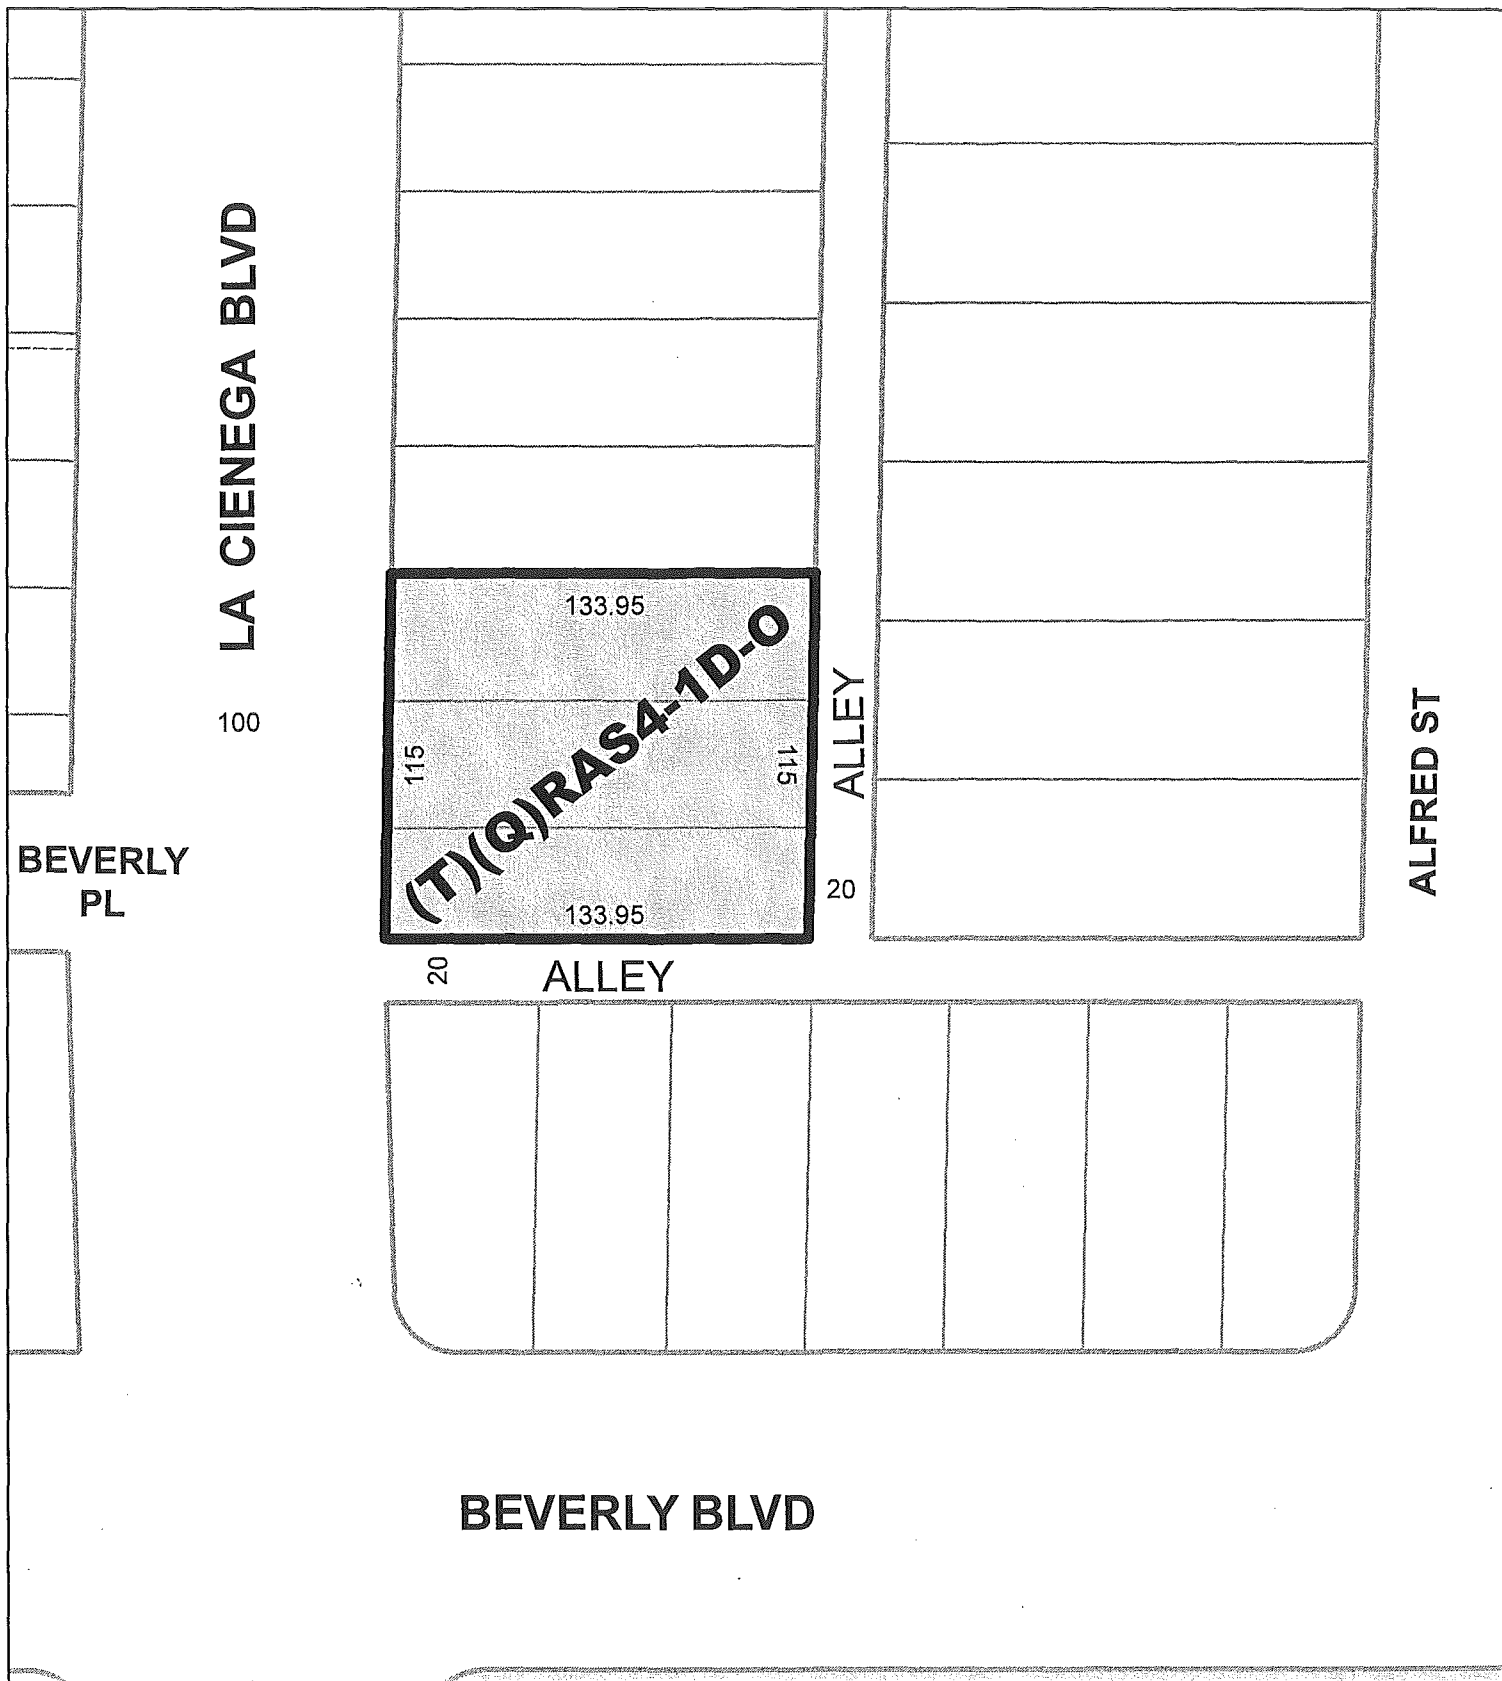 LA CIENEGA BLVD
100
BEVERLY
PL
133.95
115
(T)(Q)RAS4-1D-O
115
133.95
ALLEY
20
20
ALLEY
ALFRED ST
BEVERLY BLVD